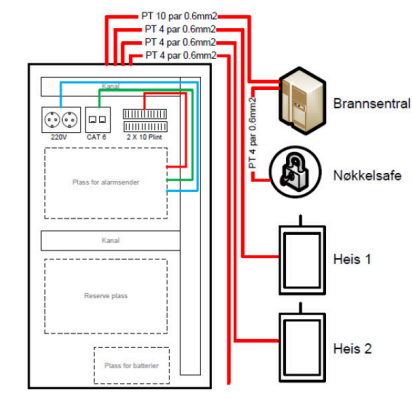 PT 10 par 0.6mm2
PT 4 par 0.6mm2
PT 4 par 0.6mm2
PT 4 par 0.6mm2
Kanal
220V
CAT 6
2 X 10 Plint
Plass for alarmsender
Kanal
Reserve plass
Plass for batterier
PT 4 par 0.6mm2
Brannsentral
Nøkkelsafe
Heis 1
Heis 2